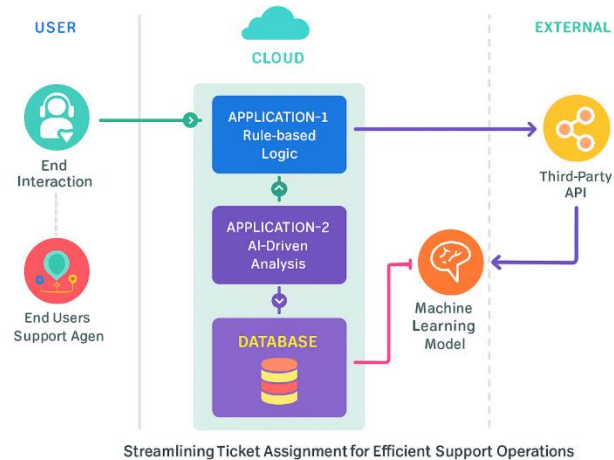 USER
CLOUD
EXTERNAL
End
Interaction
End Users
Support Agen
APPLICATION-1
Rule-based
Logic
APPLICATION-2
AI-Driven
Analysis
DATABASE
Third-Party
API
Machine
Learning
Model
Streamlining Ticket Assignment for Efficient Support Operations